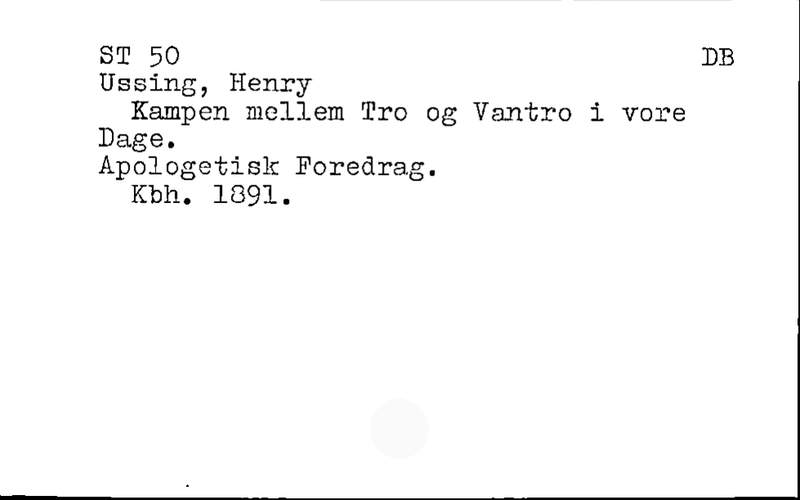 ST 50 DB
Ussing, Henry
Kampen mellem Tro og Vantro i vore
Dage.
Apologetisk Foredrag.
Kbh. 1891.